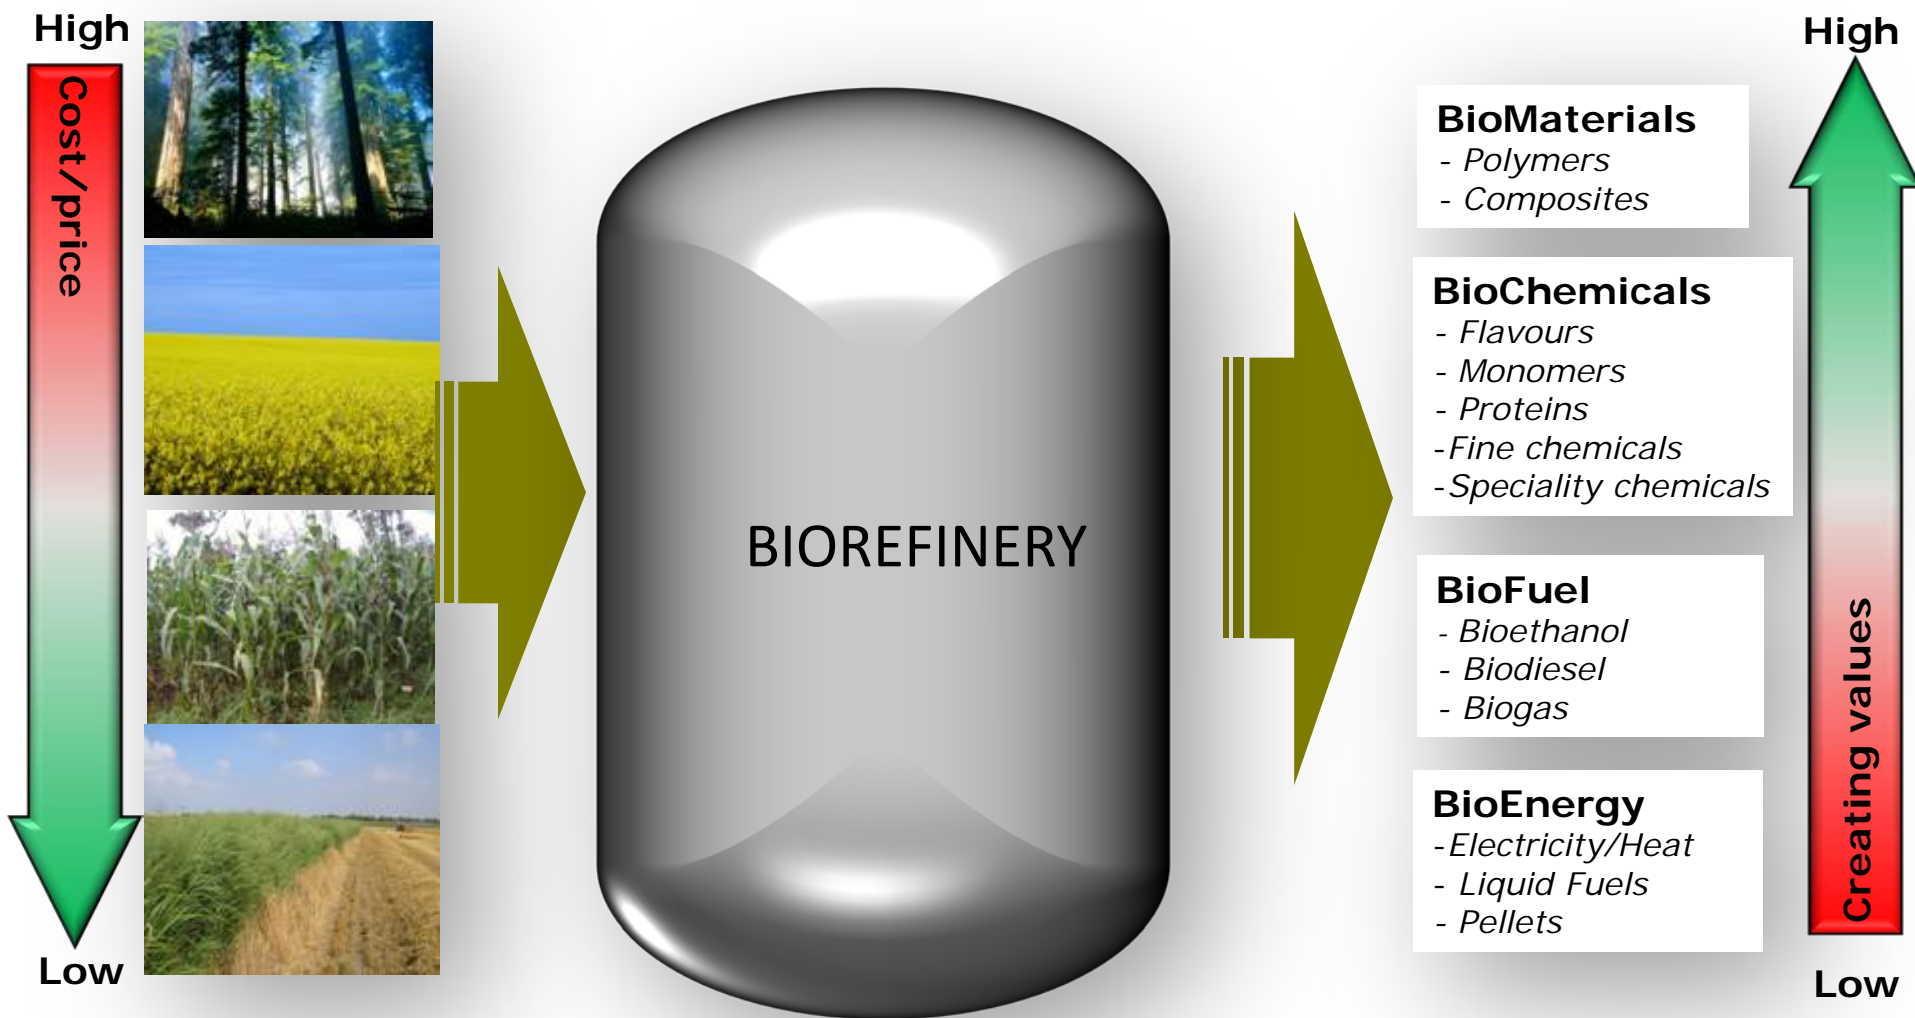 High
Cost/price
Low
BIOREFINERY
BioMaterials
- Polymers
- Composites
BioChemicals
- Flavours
- Monomers
- Proteins
-Fine chemicals
-Speciality chemicals
BioFuel
- Bioethanol
- Biodiesel
- Biogas
BioEnergy
-Electricity/Heat
- Liquid Fuels
- Pellets
High
Creating values
Low